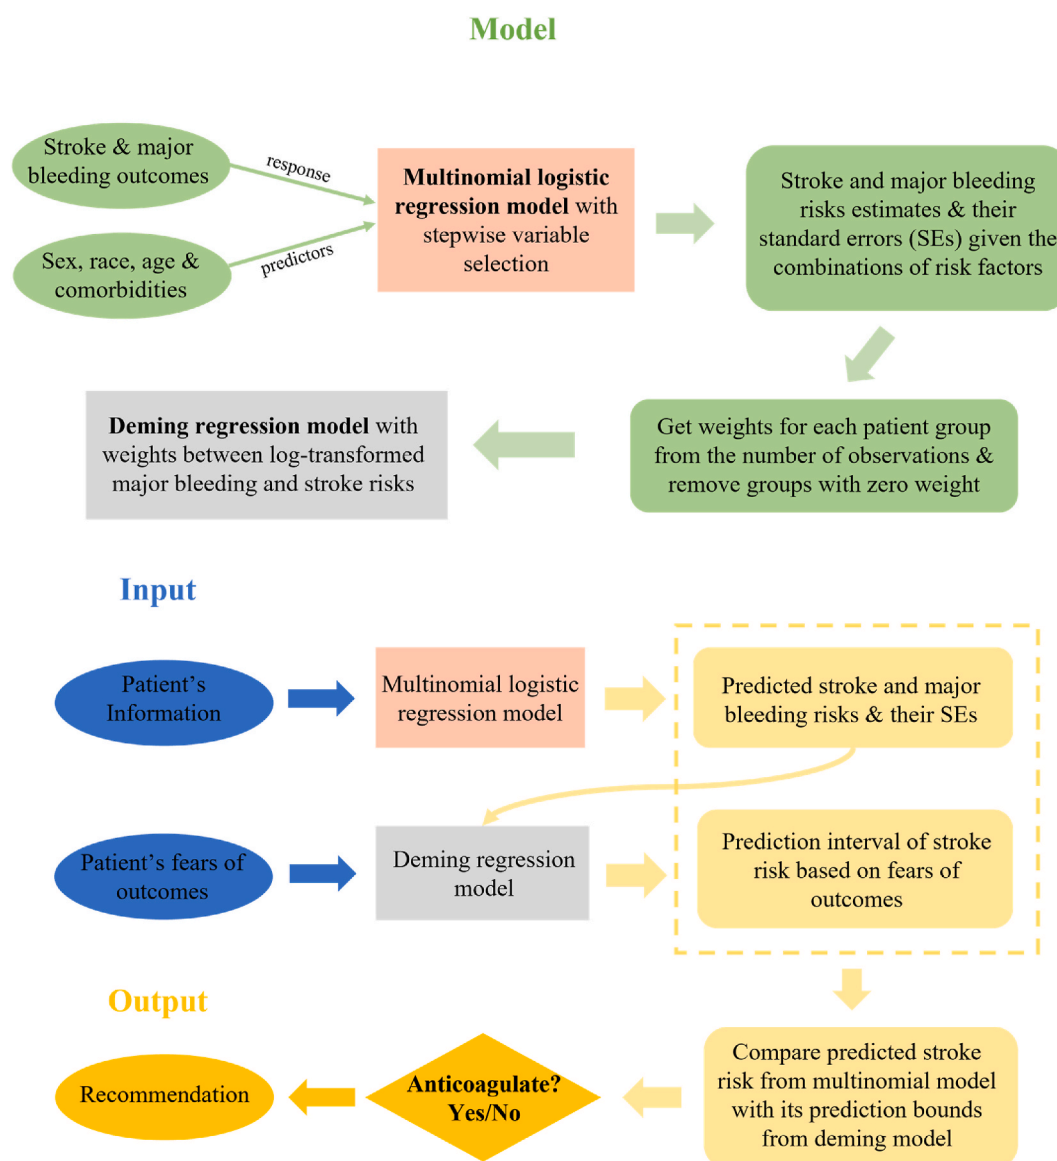 Model
Stroke & major
bleeding outcomes
response
Sex, race, age &
comorbidities
predictors
Multinomial logistic
regression model with
stepwise variable
selection
Stroke and major bleeding
risks estimates & their
standard errors (SEs) given the
combinations of risk factors
Deming regression model with
weights between log-transformed
major bleeding and stroke risks
Get weights for each patient group
from the number of observations &
remove groups with zero weight
Input
Patient’s
Information
Multinomial logistic
regression model
Predicted stroke and major
bleeding risks & their SEs
Patient’s fears of
outcomes
Deming regression
model
Prediction interval of stroke
risk based on fears of
outcomes
Output
Recommendation
Anticoagulate?
Yes/No
Compare predicted stroke
risk from multinomial model
with its prediction bounds
from deming model